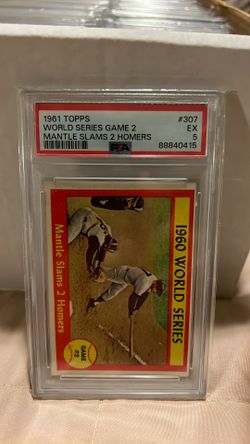 1961 TOPPS #307
WORLD SERIES GAME 2 EX
MANTLE SLAMS 2 HOMERS 5
PSA 88840415
1960 WORLD SERIES
Mantle Slams 2 Homers
GAME #2